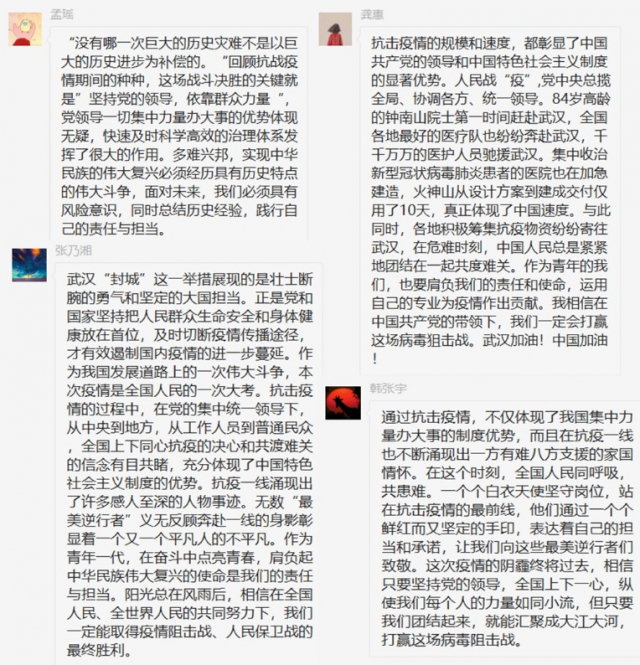 孟瑶
“没有哪一次巨大的历史灾难不是以巨
大的历史进步为补偿的。“回顾抗战疫
情期间的种种，这场战斗决胜的关键就
是”坚持党的领导，依靠群众力量“，
党领导一切集中力量办大事的优势体现
无疑，快速及时科学高效的治理体系发
挥了很大的作用。多难兴邦，实现中华
民族的伟大复兴必须经历具有历史特点
的伟大斗争，面对未来，我们必须具有
风险意识，同时总结历史经验，践行自
己的责任与担当。
张乃湘
武汉“封城”这一举措展现的是壮士断
腕的勇气和坚定的大国担当。正是党和
国家坚持把人民群众生命安全和身体健
康放在首位，及时切断疫情传播途径，
才有效遏制国内疫情的进一步蔓延。作
为我国发展道路上的一次伟大斗争，本
次疫情是全国人民的一次大考。抗击疫
情的过程中，在党的集中统一领导下，
从中央到地方，从工作人员到普通民众
，全国上下同心抗疫的决心和共渡难关
的信念有目共睹，充分体现了中国特色
社会主义制度的优势。抗疫一线涌现出
了许多感人至深的人物事迹。无数“最
美逆行者”义无反顾奔赴一线的身影彰
显着一个又一个平凡人的不平凡。作为
青年一代，在奋斗中点亮青春，肩负起
中华民族伟大复兴的使命是我们的责任
与担当。阳光总在风雨后，相信在全国
人民、全世界人民的共同努力下，我们
一定能取得疫情阻击战、人民保卫战的
最终胜利。
龚惠
抗击疫情的规模和速度，都彰显了中国
共产党的领导和中国特色社会主义制度
的显著优势。人民战“疫”,党中央总揽
全局、协调各方、统一领导。84岁高龄
的钟南山院士第一时间赶赴武汉，全国
各地最好的医疗队也纷纷奔赴武汉，千
千万万的医护人员驰援武汉。集中收治
新型冠状病毒肺炎患者的医院也在加急
建造，火神山从设计方案到建成交付仅
用了10天，真正体现了中国速度。与此
同时，各地积极筹集抗疫物资纷纷寄往
武汉，在危难时刻，中国人民总是紧紧
地团结在一起共度难关。作为青年的我
们，也要肩负我们的责任和使命，运用
自己的专业为疫情作出贡献。我相信在
中国共产党的带领下，我们一定会打赢
这场病毒狙击战。武汉加油！中国加油
！
韩张宇
通过抗击疫情，不仅体现了我国集中力
量办大事的制度优势，而且在抗疫一线
也不断涌现出一方有难八方支援的家国
情怀。在这个时刻，全国人民同呼吸，
共患难。一个个白衣天使坚守岗位，站
在抗击疫情的最前线，他们通过一个个
鲜红而又坚定的手印，表达着自己的担
当和承诺，让我们向这些最美逆行者们
致敬。这次疫情的阴霾终将过去，相信
只要坚持党的领导，全国上下一心，纵
使我们每个人的力量如同小流，但只要
我们团结起来，就能汇聚成大江大河，
打赢这场病毒阻击战。